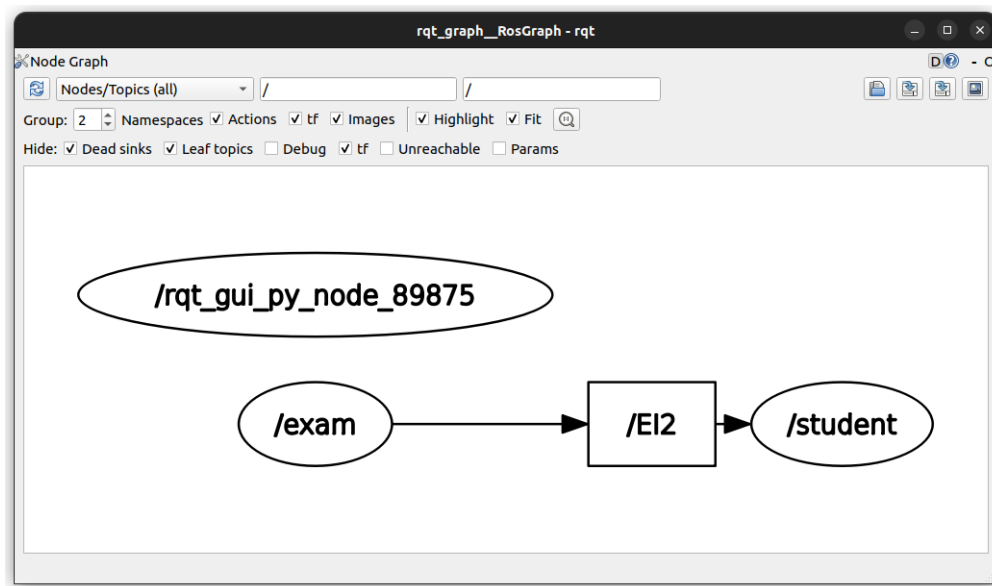 rqt_graph__RosGraph - rqt
Node Graph D - O
Nodes/Topics (all) / /
Group: 2 Namespaces Actions tf Images Highlight Fit
Hide: Dead sinks Leaf topics Debug tf Unreachable Params
/rqt_gui_py_node_89875
/exam /EI2 /student